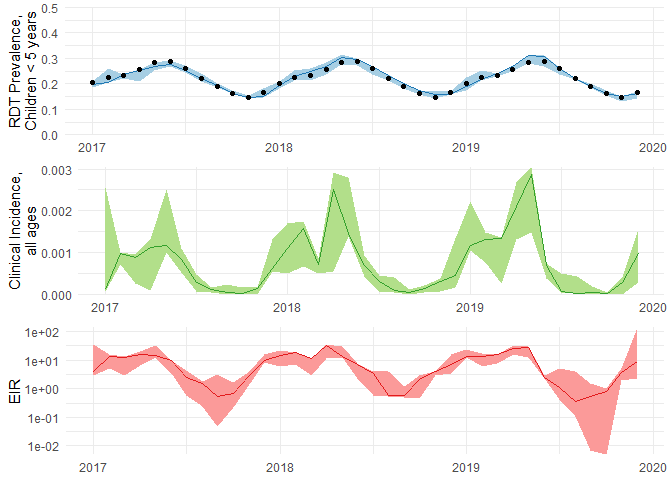 RDT Prevalence,
Children < 5 years
0.5
0.4
0.3
0.2
0.1
0.0
2017
2018
2019
2020
Clinical Incidence,
all ages
0.003
0.002
0.001
0.000
2017
2018
2019
2020
EIR
1e+02
1e+01
1e+00
1e-01
1e-02
2017
2018
2019
2020